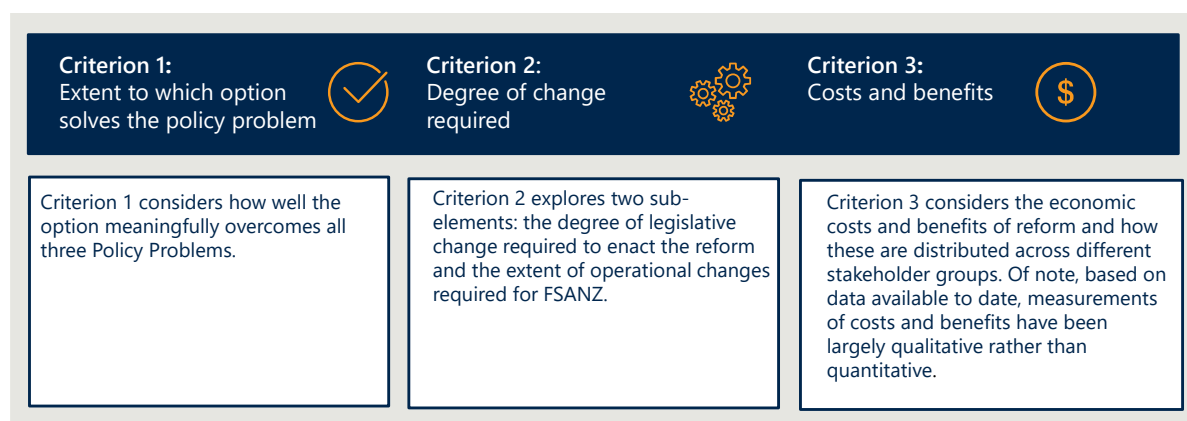 Criterion 1:
Extent to which option
solves the policy problem
Criterion 2:
Degree of change
required
Criterion 3:
Costs and benefits
$
Criterion 1 considers how well the
option meaningfully overcomes all
three Policy Problems.
Criterion 2 explores two sub-
elements: the degree of legislative
change required to enact the reform
and the extent of operational changes
required for FSANZ.
Criterion 3 considers the economic
costs and benefits of reform and how
these are distributed across different
stakeholder groups. Of note, based on
data available to date, measurements
of costs and benefits have been
largely qualitative rather than
quantitative.